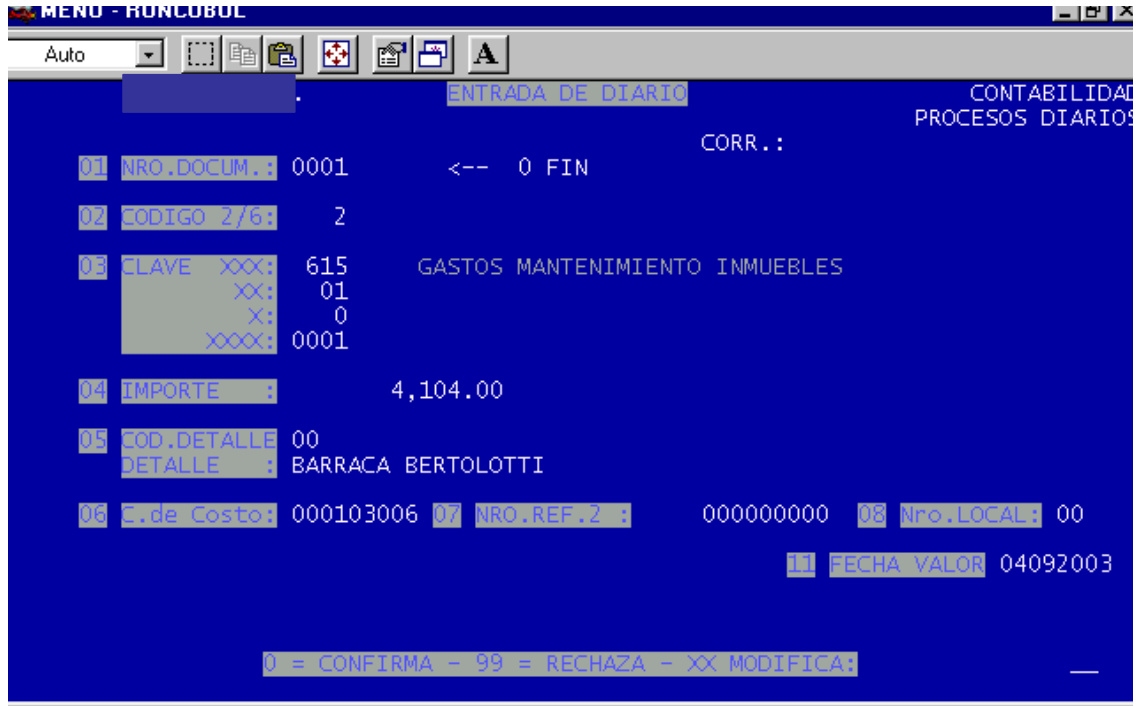 MENU - RUNCOBOL
Auto
A
. ENTRADA DE DIARIO CONTABILIDAD
PROCESOS DIARIOS
CORR.:
01 NRO.DOCUM.: 0001 <-- 0 FIN
02 CODIGO 2/6: 2
03 CLAVE XXX: 615 GASTOS MANTENIMIENTO INMUEBLES
XX: 01
X: 0
XXXX: 0001
04 IMPORTE : 4,104.00
05 COD.DETALLE 00
DETALLE : BARRACA BERTOLOTTI
06 C.de Costo: 000103006 07 NRO.REF.2 : 000000000 08 Nro.LOCAL: 00
11 FECHA VALOR 04092003
0 = CONFIRMA - 99 = RECHAZA - XX MODIFICA: